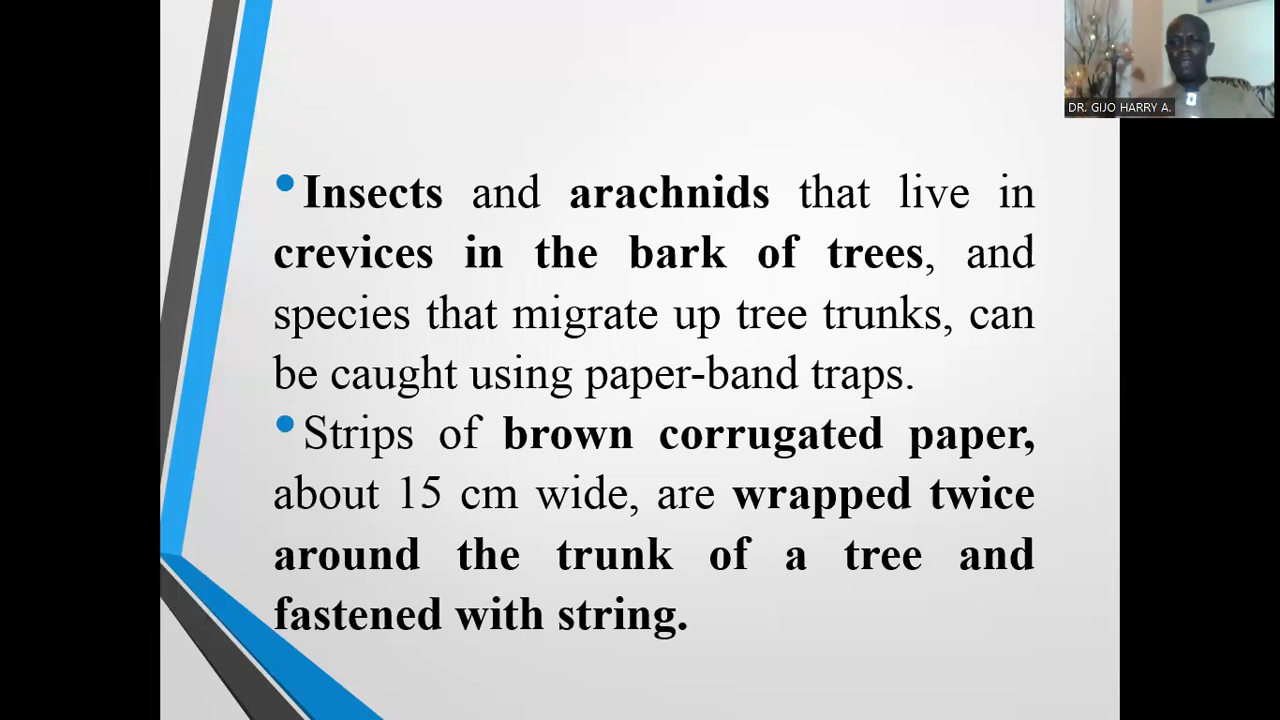 DR. GIJO HARRY A.
•Insects and arachnids that live in
crevices in the bark of trees, and
species that migrate up tree trunks, can
be caught using paper-band traps.
•Strips of brown corrugated paper,
about 15 cm wide, are wrapped twice
around the trunk of a tree and
fastened with string.